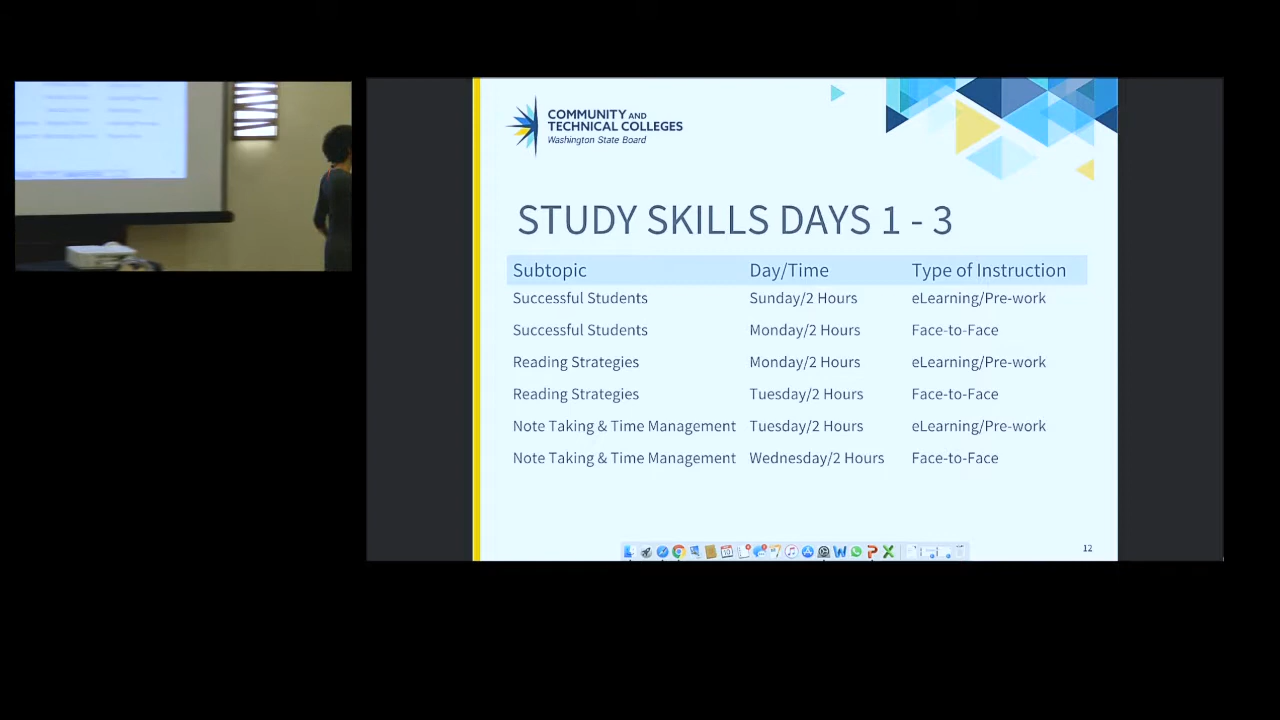 COMMUNITY AND
TECHNICAL COLLEGES
Washington State Board
STUDY SKILLS DAYS 1 - 3
Subtopic Day/Time Type of Instruction
Successful Students Sunday/2 Hours eLearning/Pre-work
Successful Students Monday/2 Hours Face-to-Face
Reading Strategies Monday/2 Hours eLearning/Pre-work
Reading Strategies Tuesday/2 Hours Face-to-Face
Note Taking & Time Management Tuesday/2 Hours eLearning/Pre-work
Note Taking & Time Management Wednesday/2 Hours Face-to-Face
12